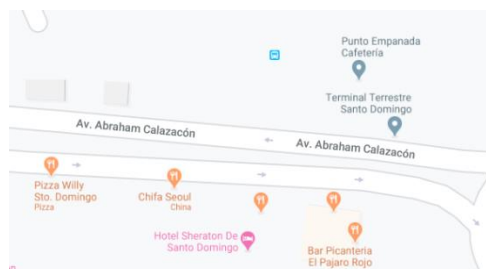 Punto Empanada
Cafetería
Terminal Terrestre
Santo Domingo
Av. Abraham Calazacón
Av. Abraham Calazacón
Pizza Willy
Sto. Domingo
Pizza
Chifa Seoul
China
Hotel Sheraton De
Santo Domingo
Bar Picanteria
El Pajaro Rojo